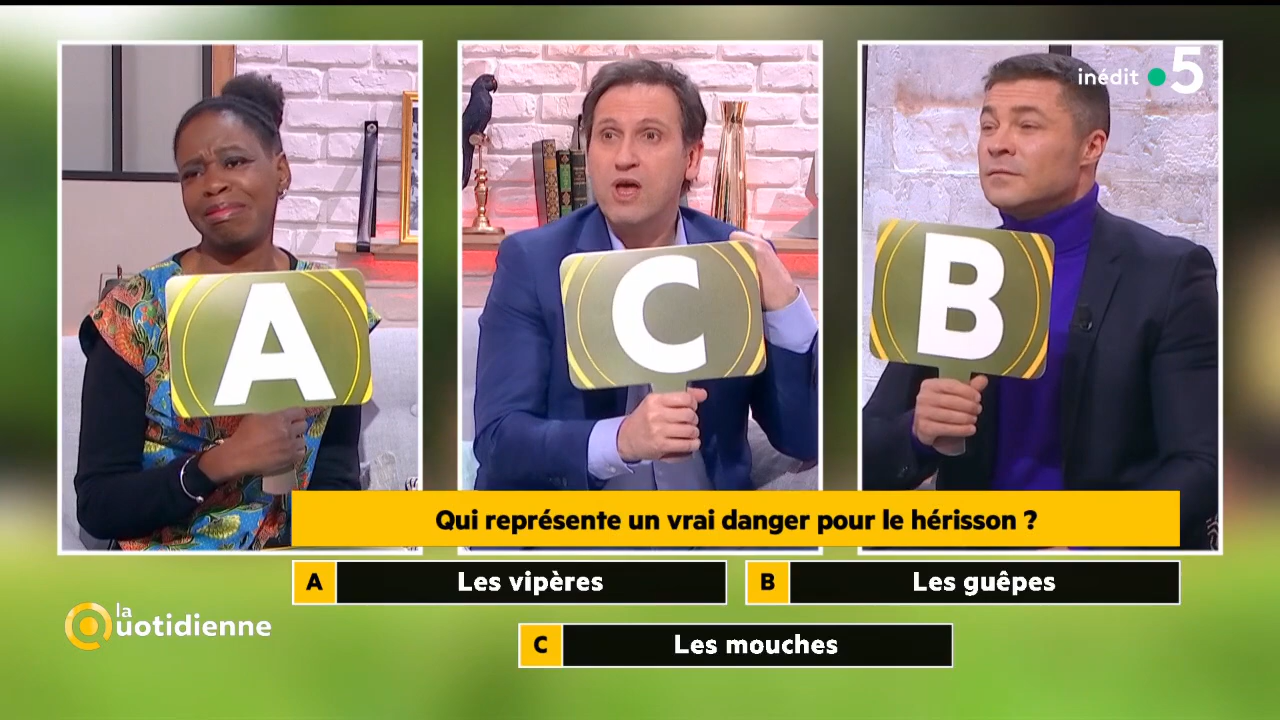 inédit 5
A
C
B
Qui représente un vrai danger pour le hérisson ?
A Les vipères
B Les guêpes
la
Quotidienne
C Les mouches